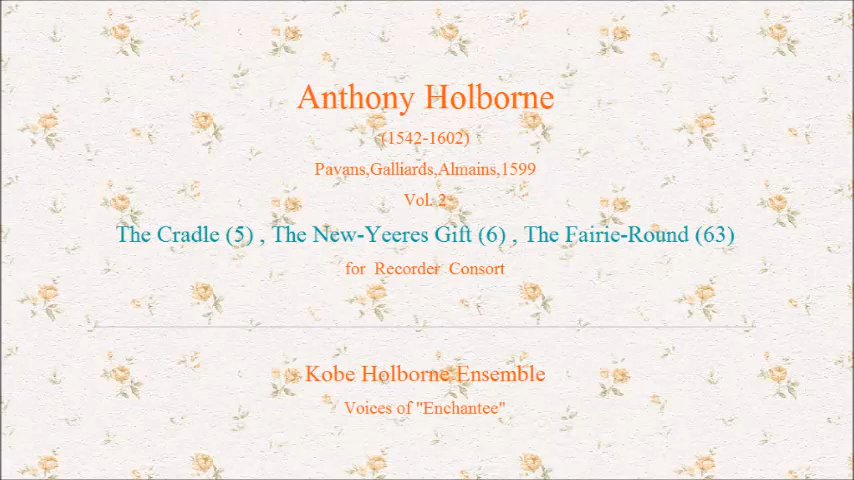 Anthony Holborne
(1542-1602)
Pavans,Galliards,Almains,1599
Vol. 2
The Cradle (5) , The New-Yeeres Gift (6) , The Fairie-Round (63)
for Recorder Consort
Kobe Holborne Ensemble
Voices of "Enchantee"